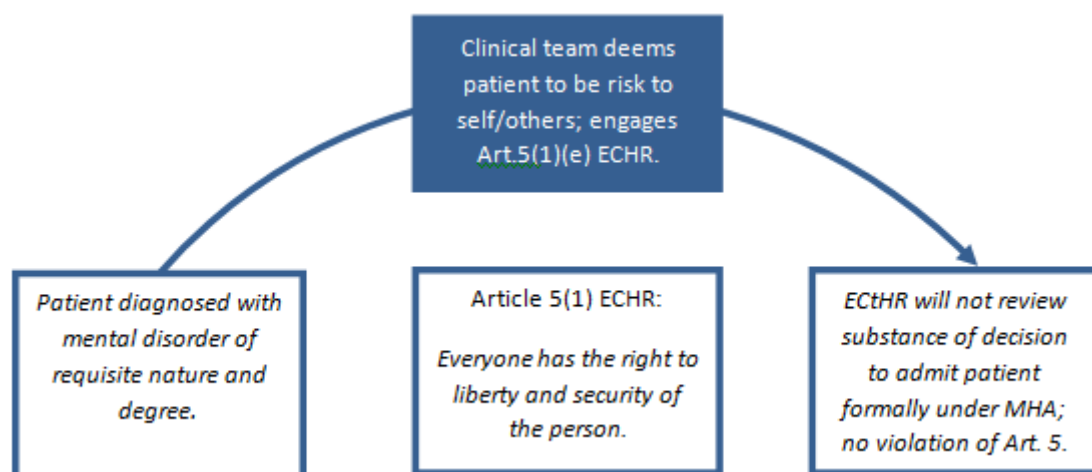 Clinical team deems
patient to be risk to
self/others; engages
Art.5(1)(e) ECHR.
Patient diagnosed with
mental disorder of
requisite nature and
degree.
Article 5(1) ECHR:
Everyone has the right to
liberty and security of
the person.
ECtHR will not review
substance of decision
to admit patient
formally under MHA;
no violation of Art. 5.